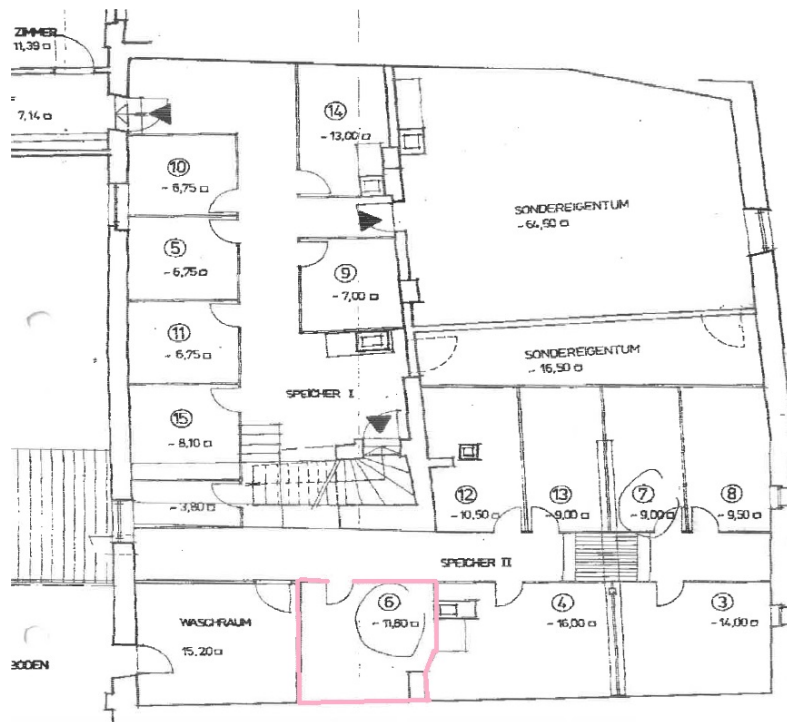 ZIMMER
11,39 □
7,14 □
14
~ 13,00 □
10
~ 6,75 □
SONDEREIGENTUM
~ 64,50 □
5
~ 6,75 □
9
~ 7,00 □
11
~ 6,75 □
SONDEREIGENTUM
~ 16,50 □
SPEICHER I
15
~ 8,10 □
~ 3,80 □
12
~ 10,50 □
13
~ 9,00 □
7
~ 9,00 □
8
~ 9,50 □
SPEICHER II
WASCHRAUM
15,20 □
6
~ 11,80 □
4
~ 16,00 □
3
~ 14,00 □
BODEN